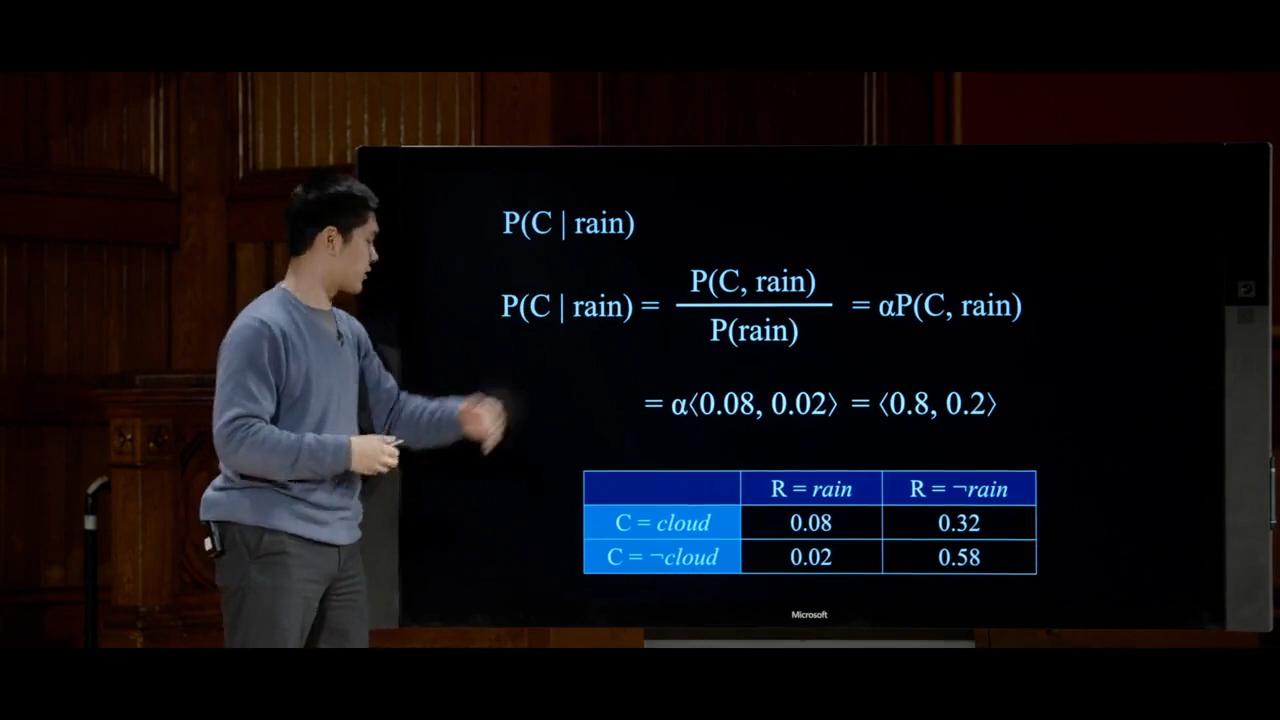 P(C | rain)
P(C | rain) = P(C, rain) / P(rain) = αP(C, rain)
= α⟨0.08, 0.02⟩ = ⟨0.8, 0.2⟩
R = rain R = ¬rain
C = cloud 0.08 0.32
C = ¬cloud 0.02 0.58
Microsoft